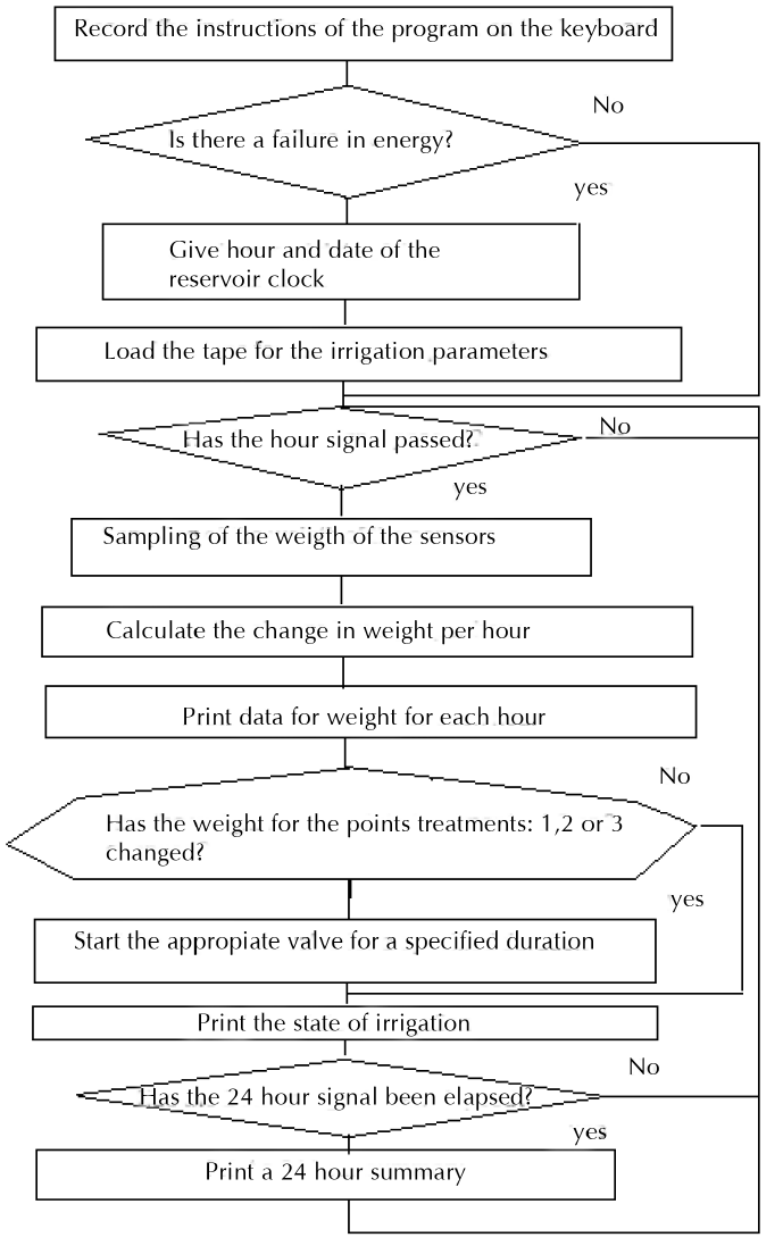 Record the instructions of the program on the keyboard
No
Is there a failure in energy?
yes
Give hour and date of the
reservoir clock
Load the tape for the irrigation parameters
No
Has the hour signal passed?
yes
Sampling of the weigth of the sensors
Calculate the change in weight per hour
Print data for weight for each hour
No
Has the weight for the points treatments: 1,2 or 3
changed?
yes
Start the appropiate valve for a specified duration
Print the state of irrigation
No
Has the 24 hour signal been elapsed?
yes
Print a 24 hour summary